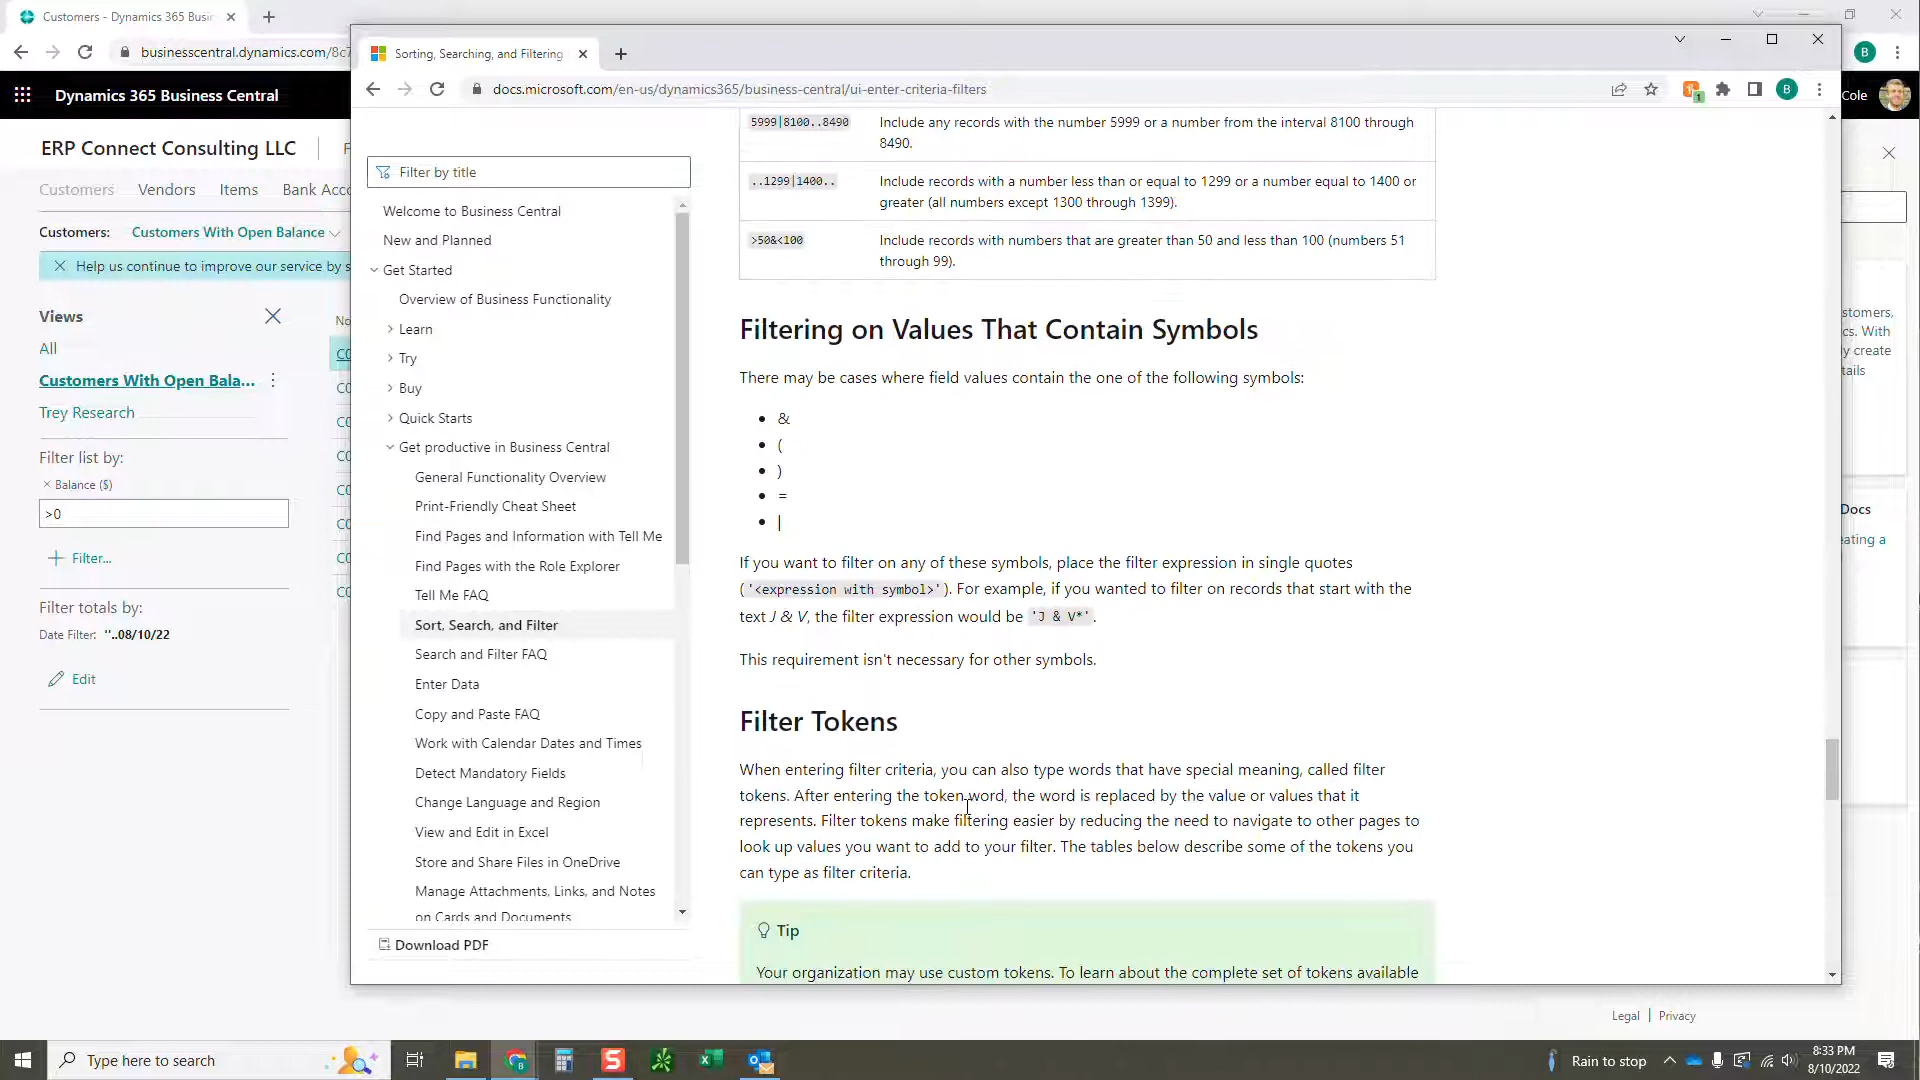 Customers - Dynamics 365 Busi
businesscentral.dynamics.com/8c7
Dynamics 365 Business Central
Cole
ERP Connect Consulting LLC
Customers Vendors Items Bank Acco
Customers: Customers With Open Balance
Help us continue to improve our service by s
Views
All
Customers With Open Bala...
Trey Research
Filter list by:
× Balance ($)
>0
Filter...
Filter totals by:
Date Filter: ''..08/10/22
Edit
No
C0
C0
C0
C0
C0
C0
C0
C0
Sorting, Searching, and Filtering
docs.microsoft.com/en-us/dynamics365/business-central/ui-enter-criteria-filters
1
B
B
Filter by title
Welcome to Business Central
New and Planned
Get Started
Overview of Business Functionality
Learn
Try
Buy
Quick Starts
Get productive in Business Central
General Functionality Overview
Print-Friendly Cheat Sheet
Find Pages and Information with Tell Me
Find Pages with the Role Explorer
Tell Me FAQ
Sort, Search, and Filter
Search and Filter FAQ
Enter Data
Copy and Paste FAQ
Work with Calendar Dates and Times
Detect Mandatory Fields
Change Language and Region
View and Edit in Excel
Store and Share Files in OneDrive
Manage Attachments, Links, and Notes
on Cards and Documents
Download PDF
5999|8100..8490 Include any records with the number 5999 or a number from the interval 8100 through
8490.
..1299|1400.. Include records with a number less than or equal to 1299 or a number equal to 1400 or
greater (all numbers except 1300 through 1399).
>50&<100 Include records with numbers that are greater than 50 and less than 100 (numbers 51
through 99).
Filtering on Values That Contain Symbols
There may be cases where field values contain the one of the following symbols:
• &
• (
• )
• =
• |
If you want to filter on any of these symbols, place the filter expression in single quotes
('<expression with symbol>'). For example, if you wanted to filter on records that start with the
text J & V, the filter expression would be 'J & V*'.
This requirement isn't necessary for other symbols.
Filter Tokens
When entering filter criteria, you can also type words that have special meaning, called filter
tokens. After entering the token word, the word is replaced by the value or values that it
represents. Filter tokens make filtering easier by reducing the need to navigate to other pages to
look up values you want to add to your filter. The tables below describe some of the tokens you
can type as filter criteria.
Tip
Your organization may use custom tokens. To learn about the complete set of tokens available
stomers,
cs. With
ly create
tails
Docs
eating a
Legal | Privacy
Type here to search
Rain to stop
8:33 PM
8/10/2022